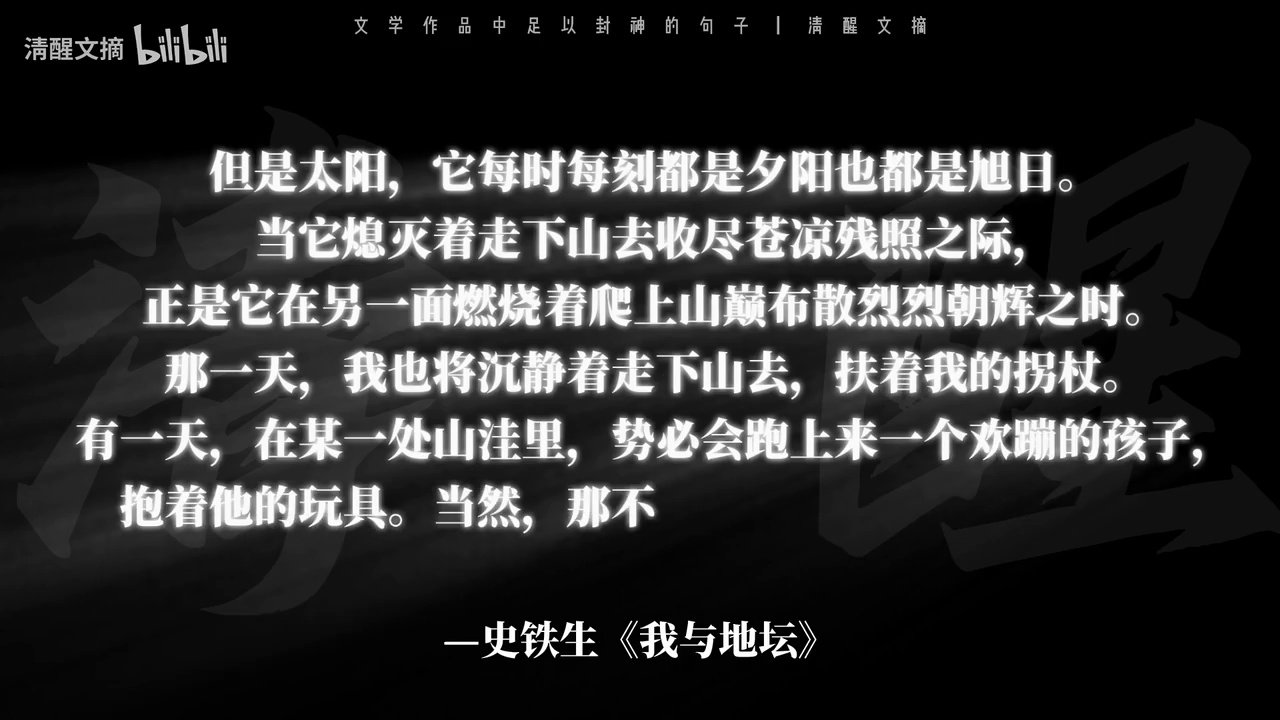 文学作品中足以封神的句子 | 清醒文摘
清醒文摘 bilibili
但是太阳，它每时每刻都是夕阳也都是旭日。
当它熄灭着走下山去收尽苍凉残照之际，
正是它在另一面燃烧着爬上山巅布散烈烈朝辉之时。
那一天，我也将沉静着走下山去，扶着我的拐杖。
有一天，在某一处山洼里，势必会跑上来一个欢蹦的孩子，
抱着他的玩具。当然，那不
—史铁生《我与地坛》
清醒